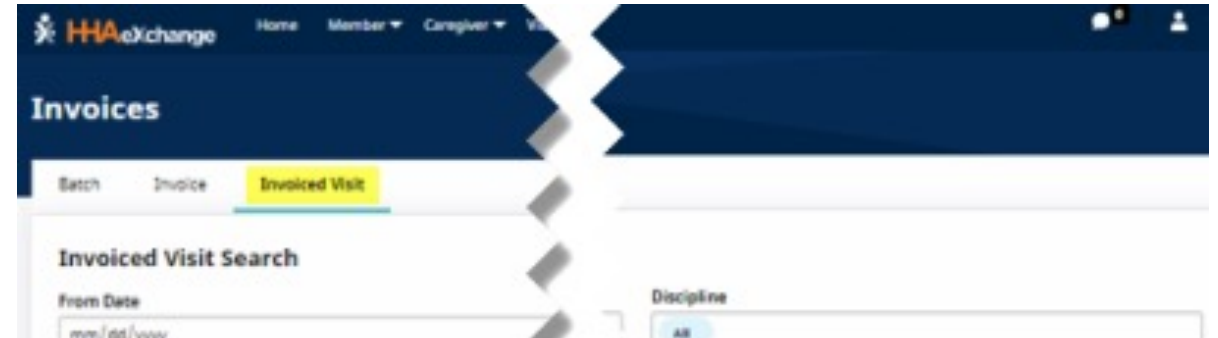 HHAeXchange Home Member Caregiver 0
Invoices
Batch Invoice Invoiced Visit
Invoiced Visit Search
From Date Discipline
mm/dd/yyyy All